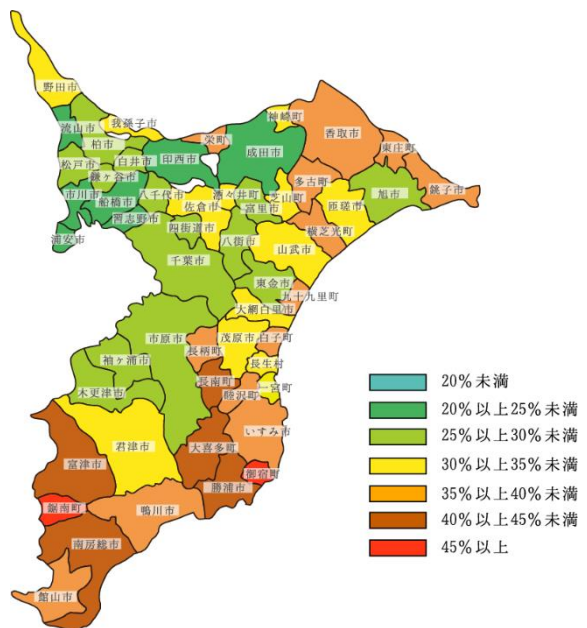 野田市
我孫子市
流山市
柏市
栄町
神崎町
香取市
東庄町
銚子市
松戸市
白井市
印西市
成田市
鎌ヶ谷市
多古町
旭市
市川市
船橋市
八千代市
酒々井町
芝山町
匝瑳市
習志野市
佐倉市
富里市
浦安市
四街道市
八街市
横芝光町
山武市
千葉市
東金市
九十九里町
大網白里市
市原市
茂原市
白子町
長柄町
袖ヶ浦市
長生村
長南町
一宮町
木更津市
睦沢町
いすみ市
君津市
大喜多町
富津市
御宿町
勝浦市
鋸南町
鴨川市
南房総市
館山市
20%未満
20%以上25%未満
25%以上30%未満
30%以上35%未満
35%以上40%未満
40%以上45%未満
45%以上